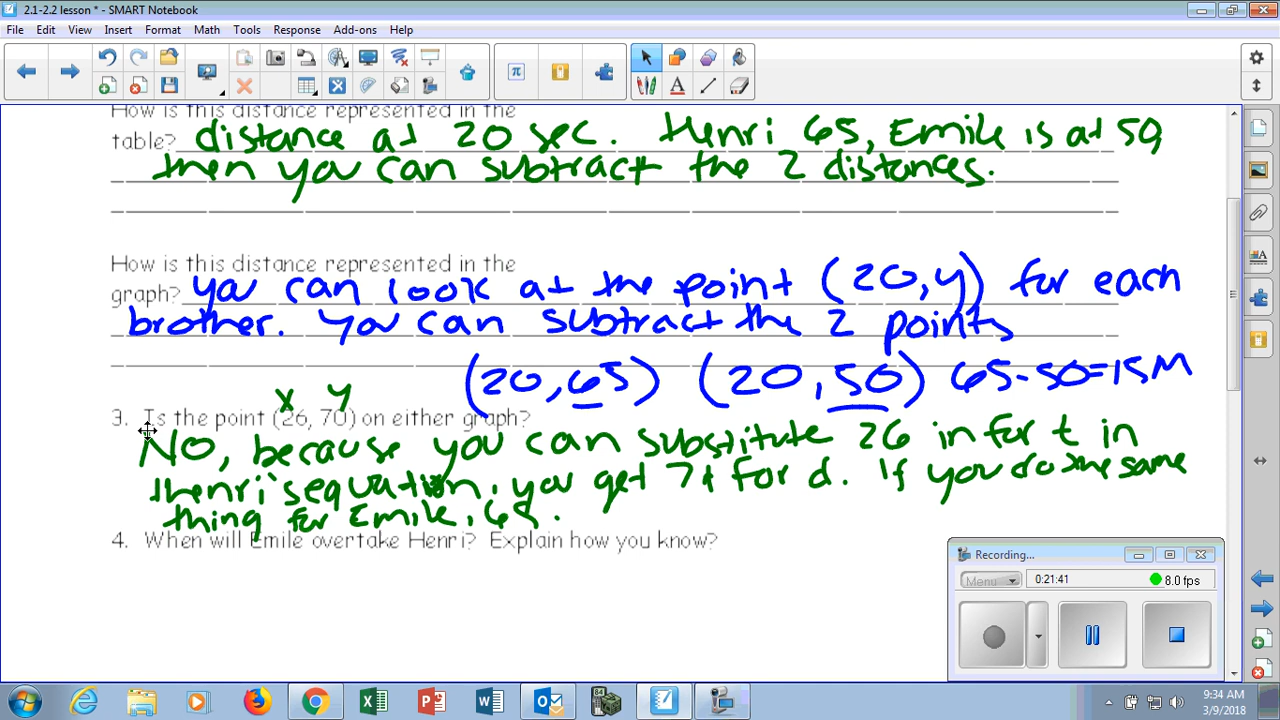 2.1-2.2 lesson * - SMART Notebook
File Edit View Insert Format Math Tools Response Add-ons Help
How is this distance represented in the
table? distance at 20 sec. Henri 65, Emile is at 50
then you can subtract the 2 distances.
How is this distance represented in the
graph? you can look at the point (20,y) for each
brother. You can subtract the 2 points
(20,65) (20,50) 65-50=15M
x y
3. Is the point (26, 70) on either graph?
No, because you can substitute 26 in for t in
Henri's equation, you get 71 for d. If you do the same
thing for Emile, 65.
4. When will Emile overtake Henri? Explain how you know?
Recording...
Menu 0:21:41 8.0 fps
9:34 AM
3/9/2018